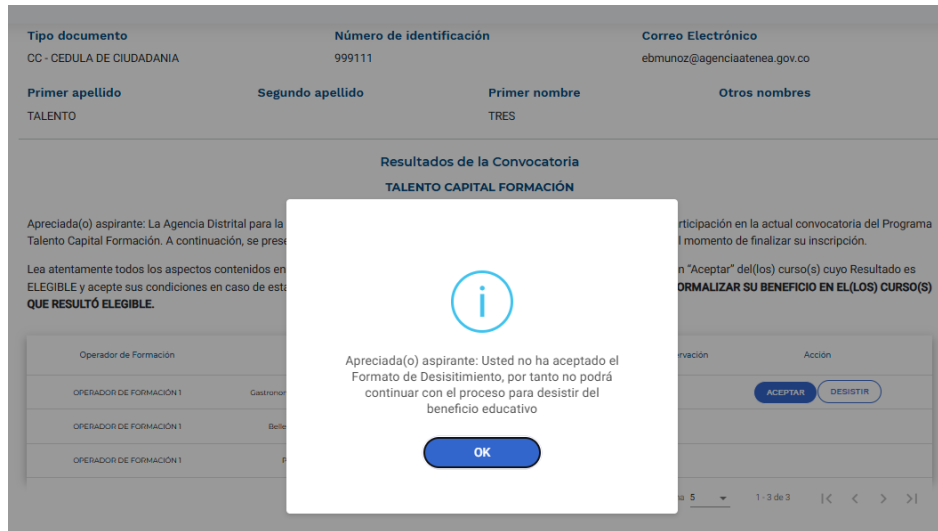 Tipo documento Número de identificación Correo Electrónico
CC - CEDULA DE CIUDADANIA 999111 ebmunoz@agenciaatenea.gov.co
Primer apellido Segundo apellido Primer nombre Otros nombres
TALENTO TRES
Resultados de la Convocatoria
TALENTO CAPITAL FORMACIÓN
Apreciada(o) aspirante: La Agencia Distrital para la rticipación en la actual convocatoria del Programa
Talento Capital Formación. A continuación, se prese l momento de finalizar su inscripción.
Lea atentamente todos los aspectos contenidos en n “Aceptar” del(los) curso(s) cuyo Resultado es
ELEGIBLE y acepte sus condiciones en caso de esta ORMALIZAR SU BENEFICIO EN EL(LOS) CURSO(S)
QUE RESULTÓ ELEGIBLE.
i
Apreciada(o) aspirante: Usted no ha aceptado el
Formato de Desisitimiento, por tanto no podrá
continuar con el proceso para desistir del
beneficio educativo
OK
Operador de Formación rvación Acción
OPERADOR DE FORMACIÓN 1 Gastronor ACEPTAR DESISTIR
OPERADOR DE FORMACIÓN 1 Belle
OPERADOR DE FORMACIÓN 1 P
na 5 1 - 3 de 3